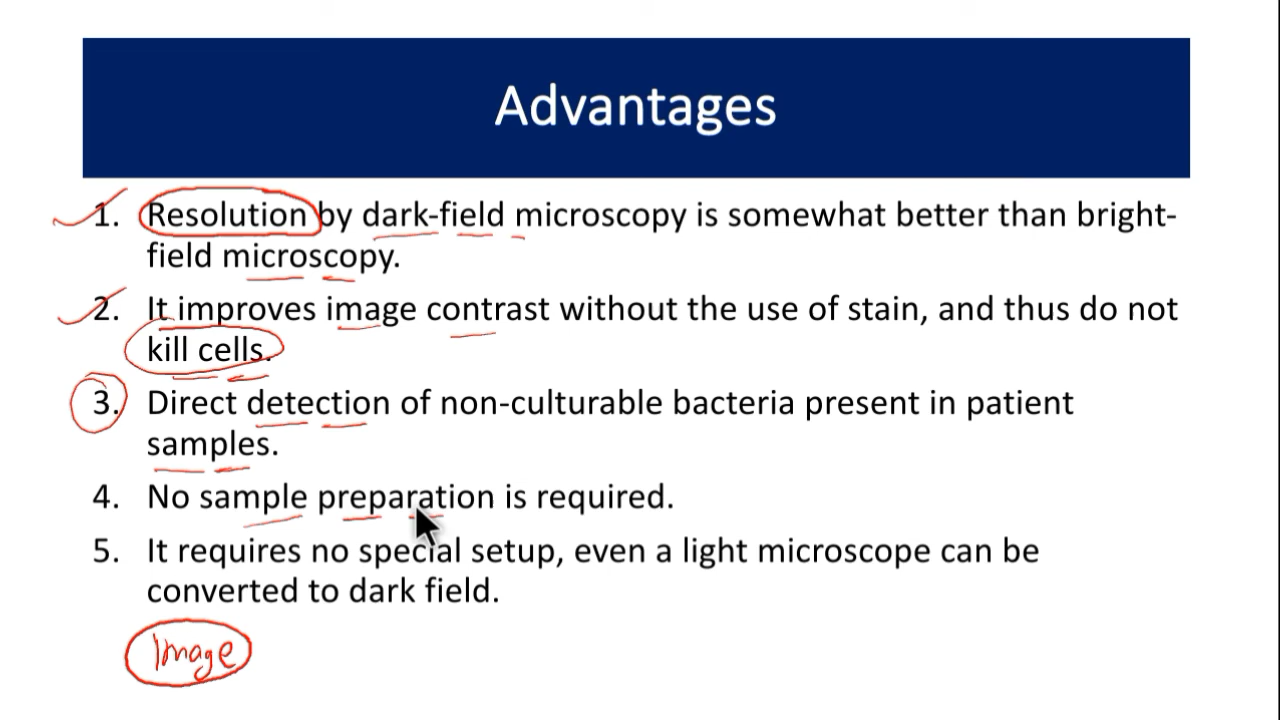 Advantages
1. Resolution by dark-field microscopy is somewhat better than bright-
field microscopy.
2. It improves image contrast without the use of stain, and thus do not
kill cells.
3. Direct detection of non-culturable bacteria present in patient
samples.
4. No sample preparation is required.
5. It requires no special setup, even a light microscope can be
converted to dark field.
Image